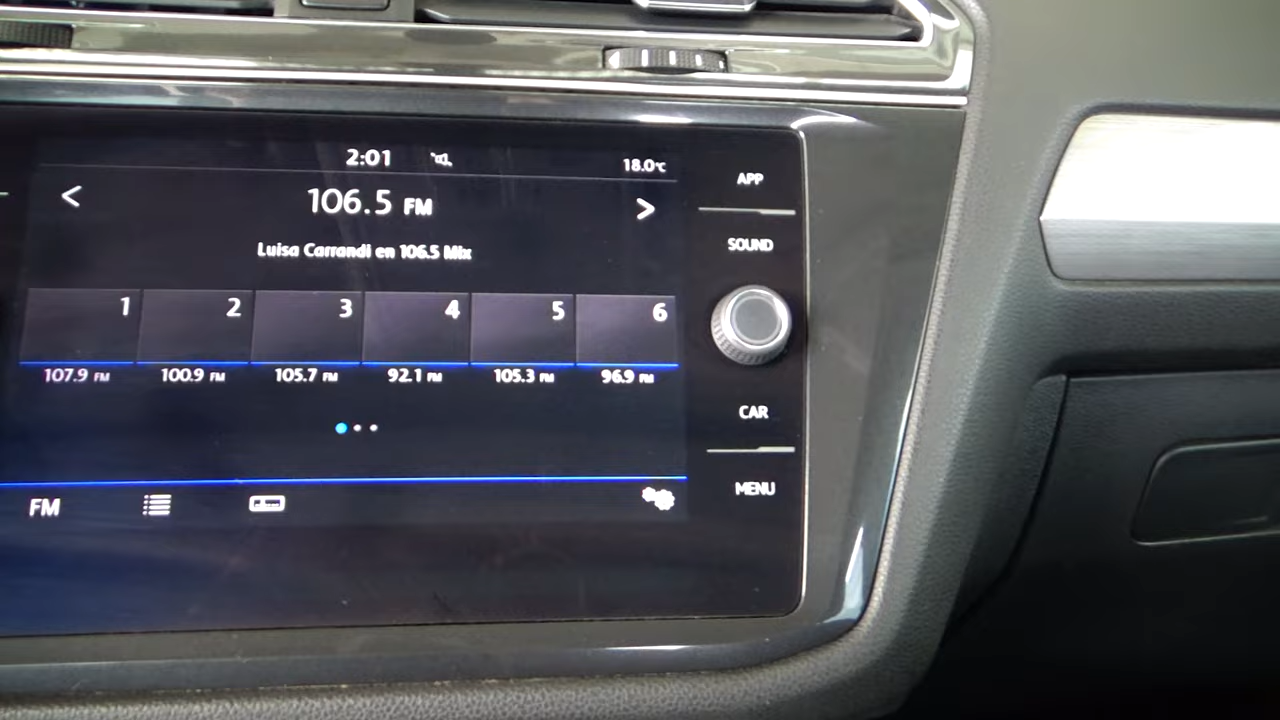 2:01 18.0°C
106.5 FM
Luisa Carrandi en 106.5 Mix
1 2 3 4 5 6
107.9 FM 100.9 FM 105.7 FM 92.1 FM 105.3 FM 96.9 FM
FM
APP
SOUND
CAR
MENU